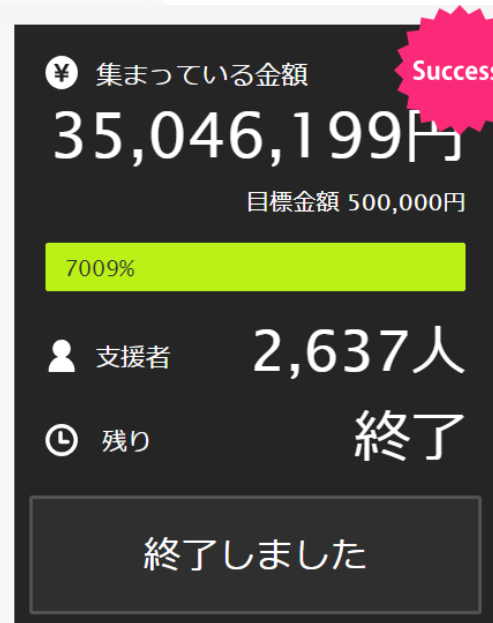 ¥ 集まっている金額
Success
35,046,199円
目標金額 500,000円
7009%
支援者 2,637人
残り 終了
終了しました